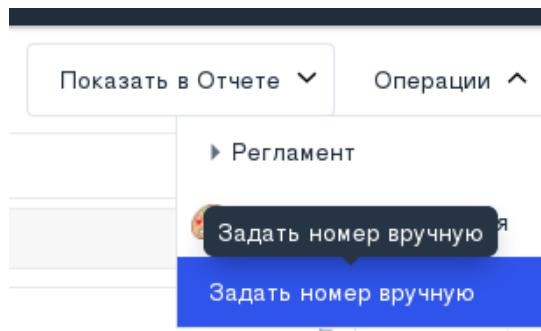 Показать в Отчете
Операции
Регламент
Задать номер вручную
Задать номер вручную